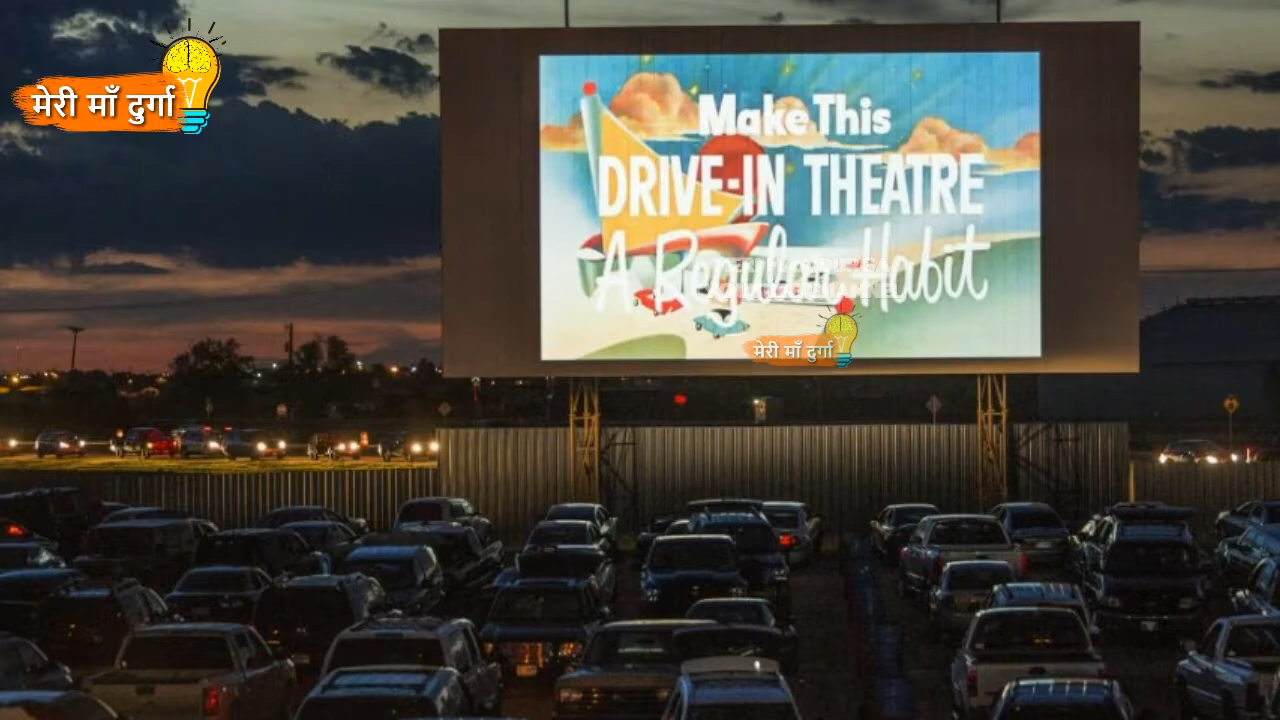 मेरी माँ दुर्गा
Make This
DRIVE-IN THEATRE
A Regular Habit
मेरी माँ दुर्गा